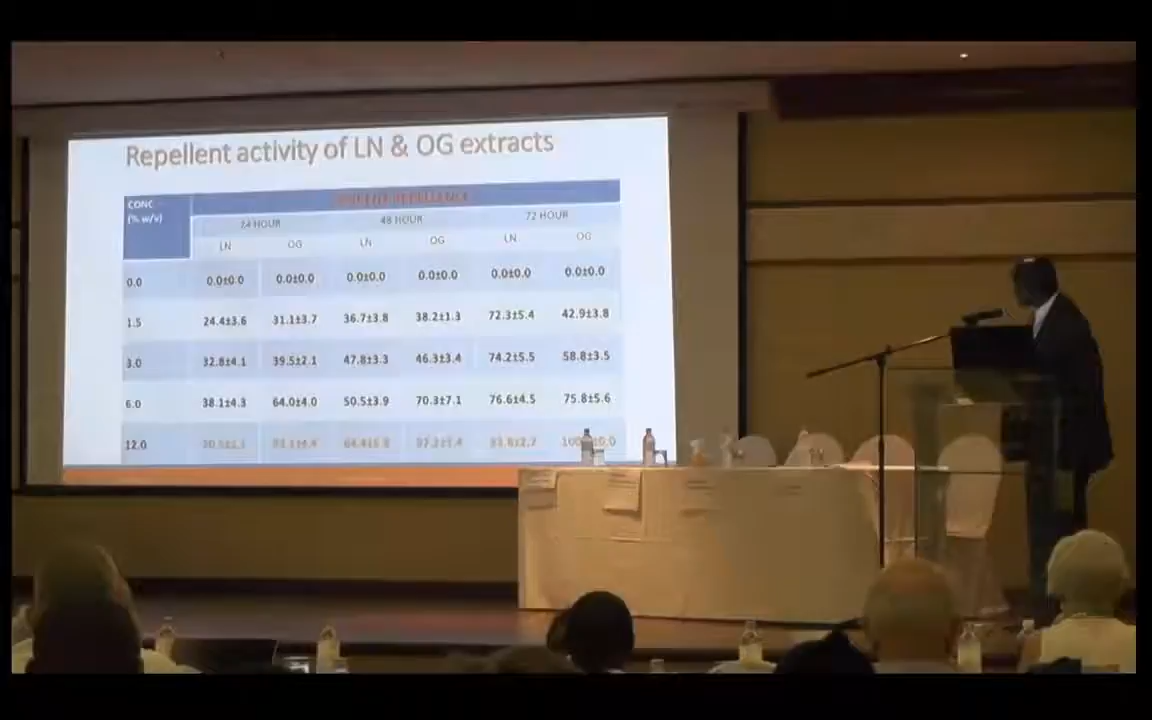 Repellent activity of LN & OG extracts
CONC (% w/v)
24 HOUR 48 HOUR 72 HOUR
LN OG LN OG LN OG
0.0 0.0±0.0 0.0±0.0 0.0±0.0 0.0±0.0 0.0±0.0 0.0±0.0
1.5 24.4±3.6 31.1±3.7 36.7±3.8 38.2±1.3 72.3±5.4 42.9±3.8
3.0 32.8±4.1 39.5±2.1 47.8±3.3 46.3±3.4 74.2±5.5 58.8±3.5
6.0 38.1±4.3 64.0±4.0 50.5±3.9 70.3±7.1 76.6±4.5 75.8±5.6
12.0